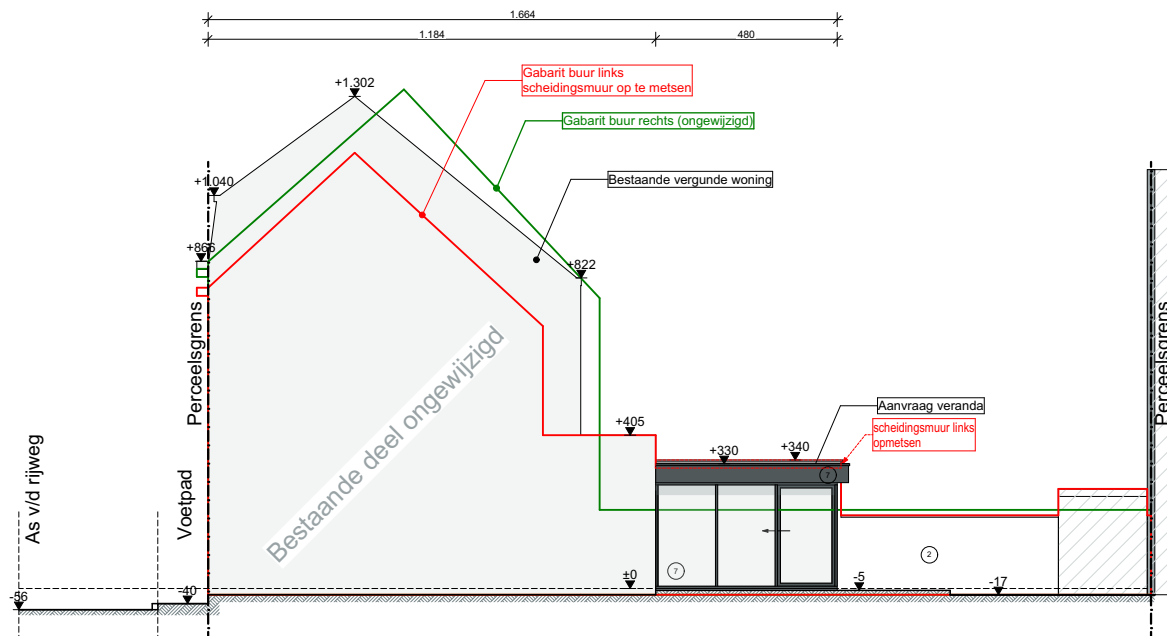 1.664
1.184
480
+1.302
Gabarit buur links
scheidingsmuur op te metsen
Gabarit buur rechts (ongewijzigd)
Bestaande vergunde woning
+1.040
+866
+822
Perceelsgrens
Perceelsgrens
Bestaande deel ongewijzigd
Aanvraag veranda
+405
scheidingsmuur links
opmetsen
+330
+340
7
As v/d rijweg
Voetpad
2
7
±0
-5
-17
-40
-56